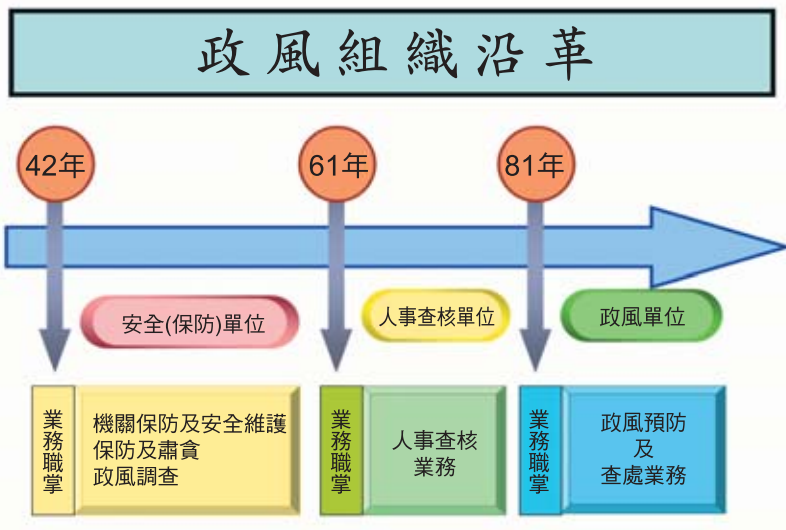 政風組織沿革
42年
61年
81年
安全(保防)單位
人事查核單位
政風單位
業務職掌
機關保防及安全維護
保防及肅貪
政風調查
業務職掌
人事查核
業務
業務職掌
政風預防
及
查處業務